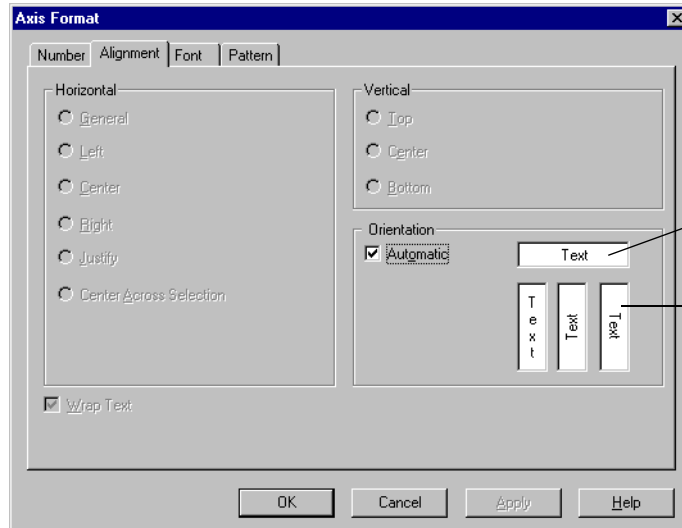 Axis Format
Number Alignment Font Pattern
Horizontal
General
Left
Center
Right
Justify
Center Across Selection
Wrap Text
Vertical
Top
Center
Bottom
Orientation
Automatic
Text
Text
Text
Text
OK Cancel Apply Help